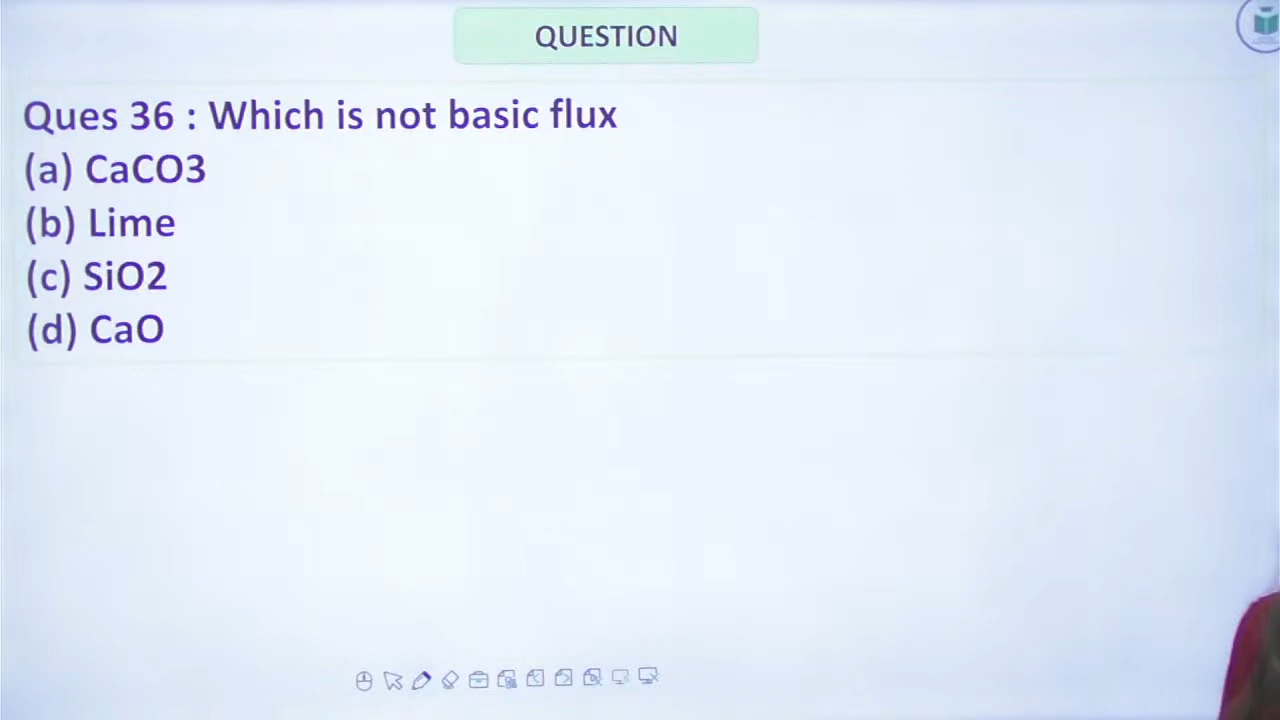 QUESTION
Ques 36 : Which is not basic flux
(a) CaCO3
(b) Lime
(c) SiO2
(d) CaO